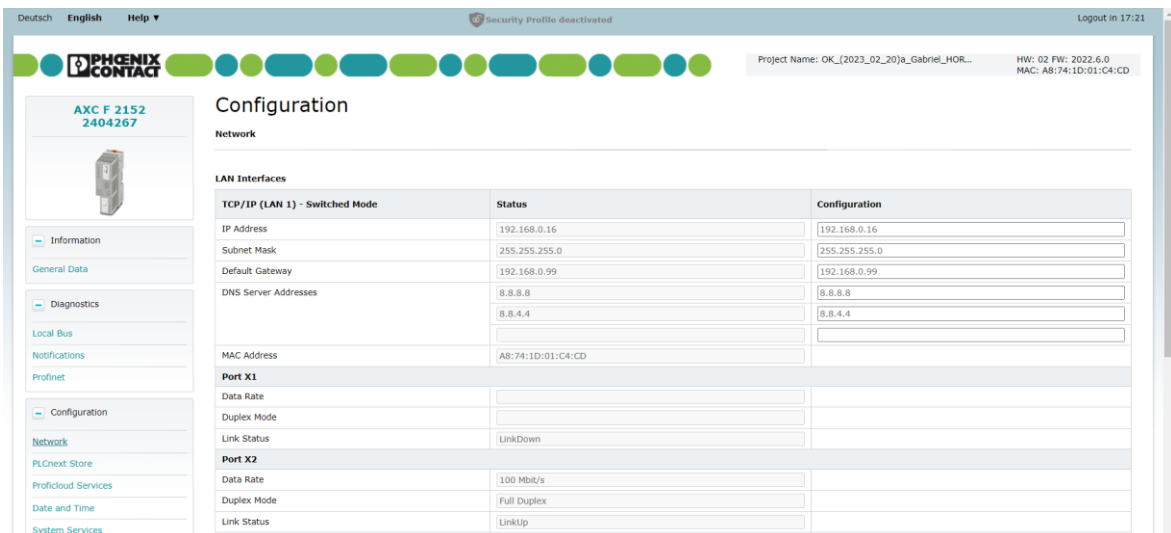 Deutsch English Help ▼ Security Profile deactivated Logout in 17:21
PHŒNIX
CONTACT
Project Name: OK_(2023_02_20)a_Gabriel_HOR... HW: 02 FW: 2022.6.0
MAC: A8:74:1D:01:C4:CD
AXC F 2152
2404267
Information
General Data
Diagnostics
Local Bus
Notifications
Profinet
Configuration
Network
PLCnext Store
Proficloud Services
Date and Time
System Services
Configuration
Network
LAN Interfaces
TCP/IP (LAN 1) - Switched Mode Status Configuration
IP Address 192.168.0.16 192.168.0.16
Subnet Mask 255.255.255.0 255.255.255.0
Default Gateway 192.168.0.99 192.168.0.99
DNS Server Addresses 8.8.8.8 8.8.8.8
8.8.4.4 8.8.4.4
MAC Address A8:74:1D:01:C4:CD
Port X1
Data Rate
Duplex Mode
Link Status LinkDown
Port X2
Data Rate 100 Mbit/s
Duplex Mode Full Duplex
Link Status LinkUp